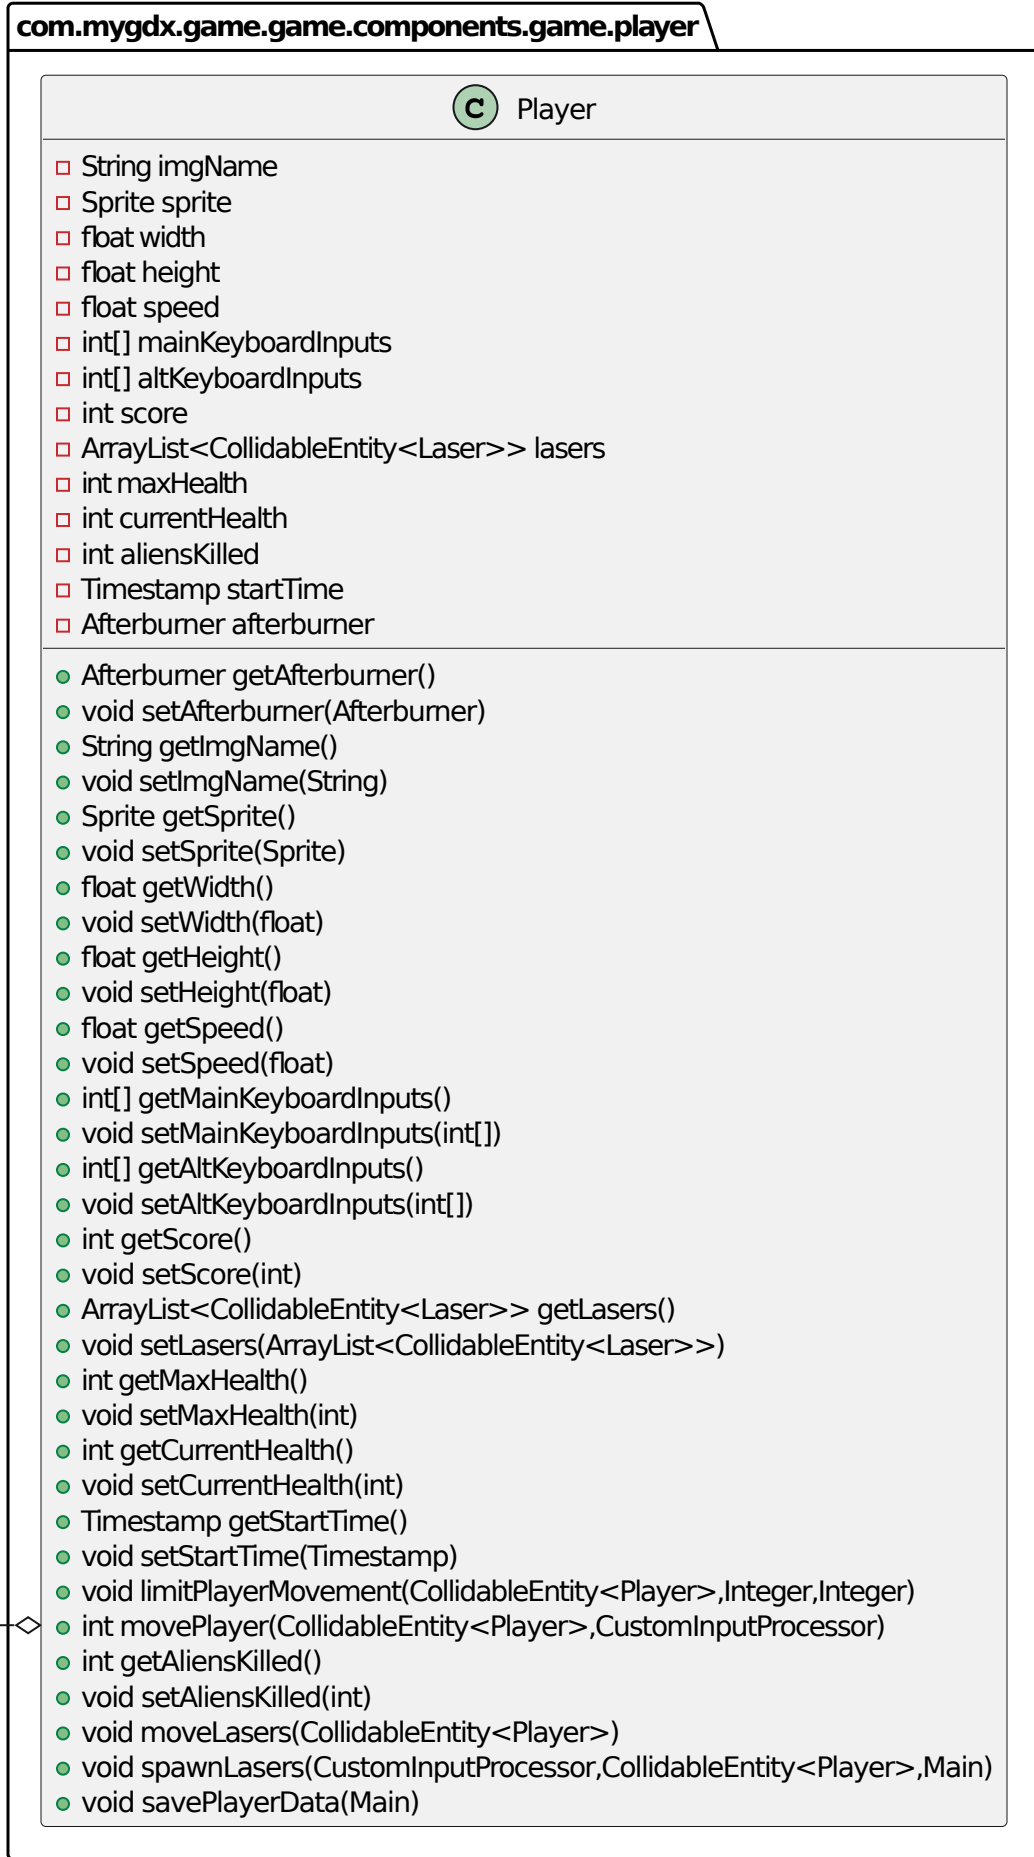 com.mygdx.game.game.components.game.player
C Player
String imgName
Sprite sprite
float width
float height
float speed
int[] mainKeyboardInputs
int[] altKeyboardInputs
int score
ArrayList<CollidableEntity<Laser>> lasers
int maxHealth
int currentHealth
int aliensKilled
Timestamp startTime
Afterburner afterburner
Afterburner getAfterburner()
void setAfterburner(Afterburner)
String getImgName()
void setImgName(String)
Sprite getSprite()
void setSprite(Sprite)
float getWidth()
void setWidth(float)
float getHeight()
void setHeight(float)
float getSpeed()
void setSpeed(float)
int[] getMainKeyboardInputs()
void setMainKeyboardInputs(int[])
int[] getAltKeyboardInputs()
void setAltKeyboardInputs(int[])
int getScore()
void setScore(int)
ArrayList<CollidableEntity<Laser>> getLasers()
void setLasers(ArrayList<CollidableEntity<Laser>>)
int getMaxHealth()
void setMaxHealth(int)
int getCurrentHealth()
void setCurrentHealth(int)
Timestamp getStartTime()
void setStartTime(Timestamp)
void limitPlayerMovement(CollidableEntity<Player>,Integer,Integer)
int movePlayer(CollidableEntity<Player>,CustomInputProcessor)
int getAliensKilled()
void setAliensKilled(int)
void moveLasers(CollidableEntity<Player>)
void spawnLasers(CustomInputProcessor,CollidableEntity<Player>,Main)
void savePlayerData(Main)